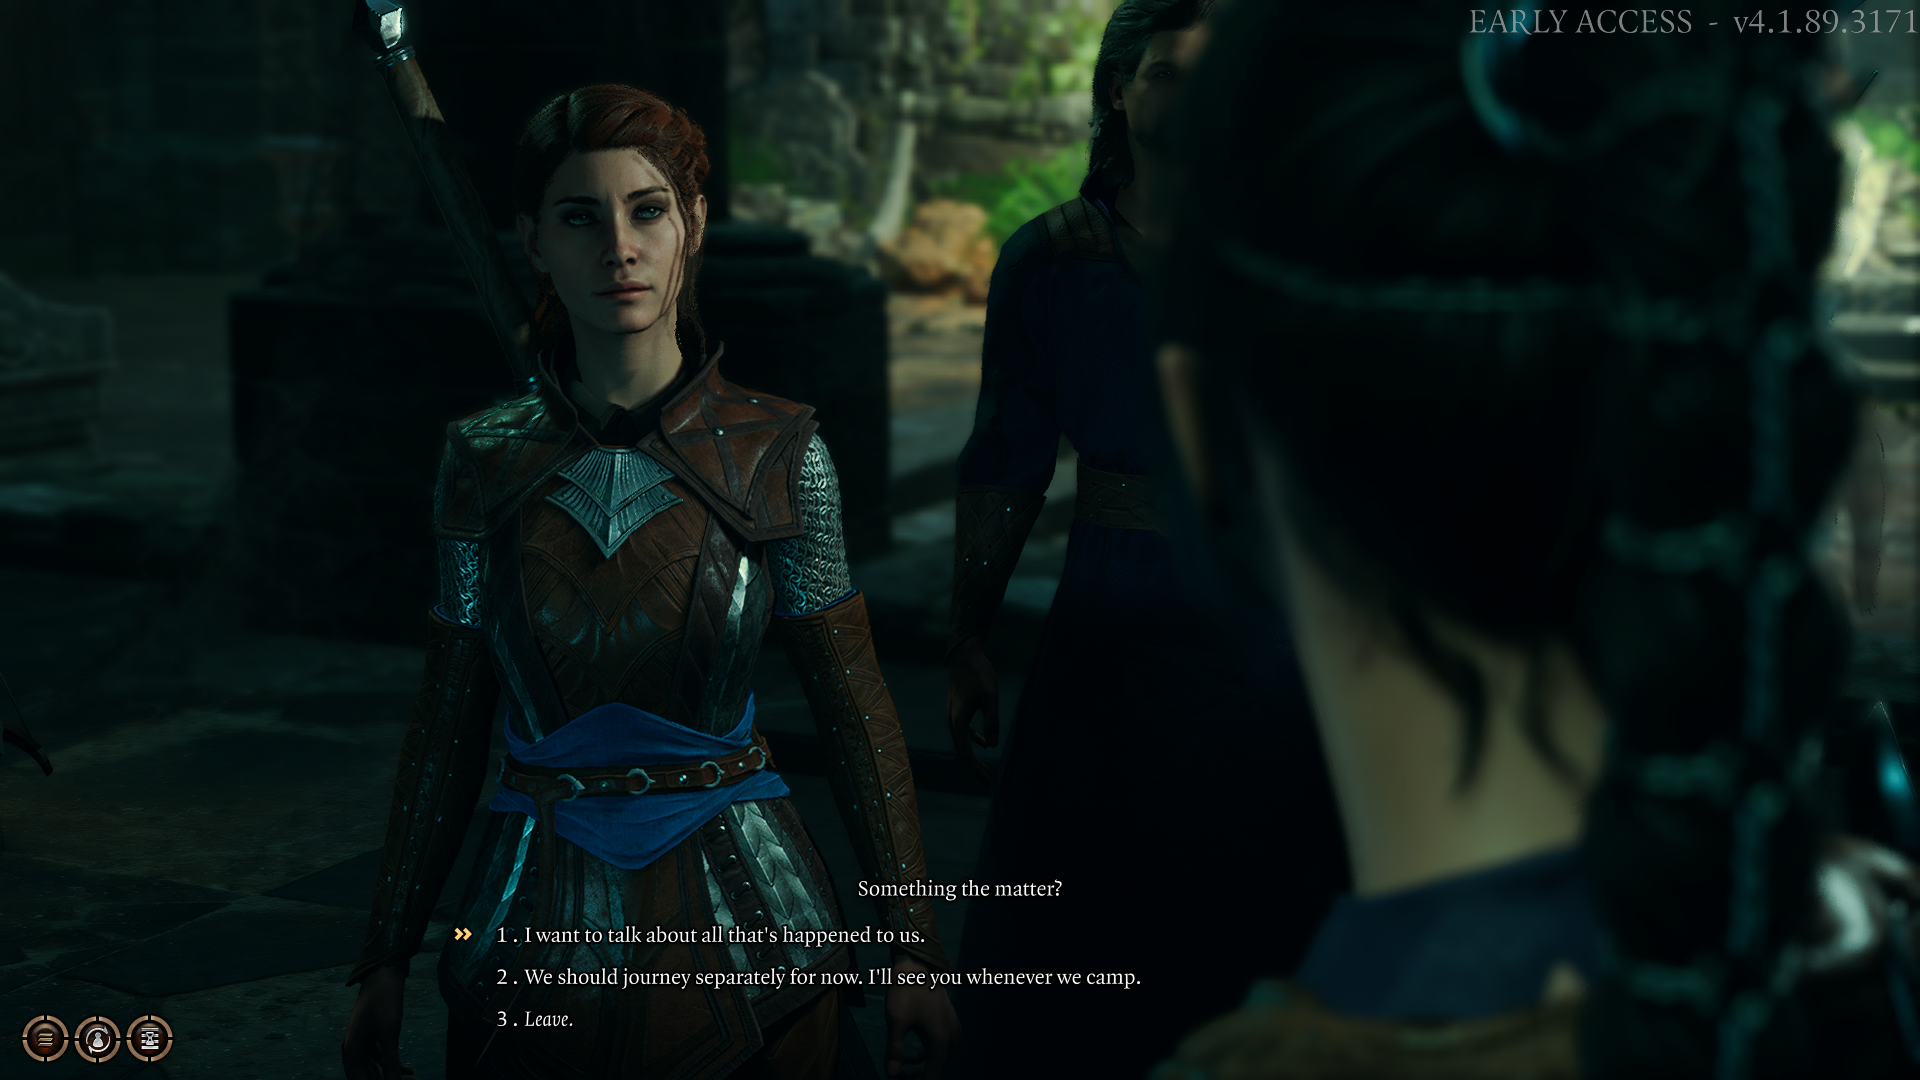 EARLY ACCESS - v4.1.89.3171
Something the matter?
1. I want to talk about all that's happened to us.
2. We should journey separately for now. I'll see you whenever we camp.
3. Leave.